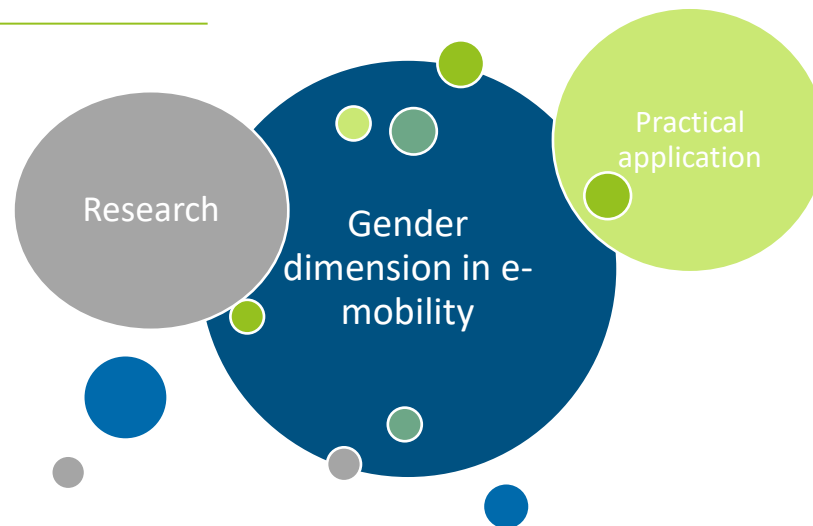 Research
Gender
dimension in e-
mobility
Practical
application